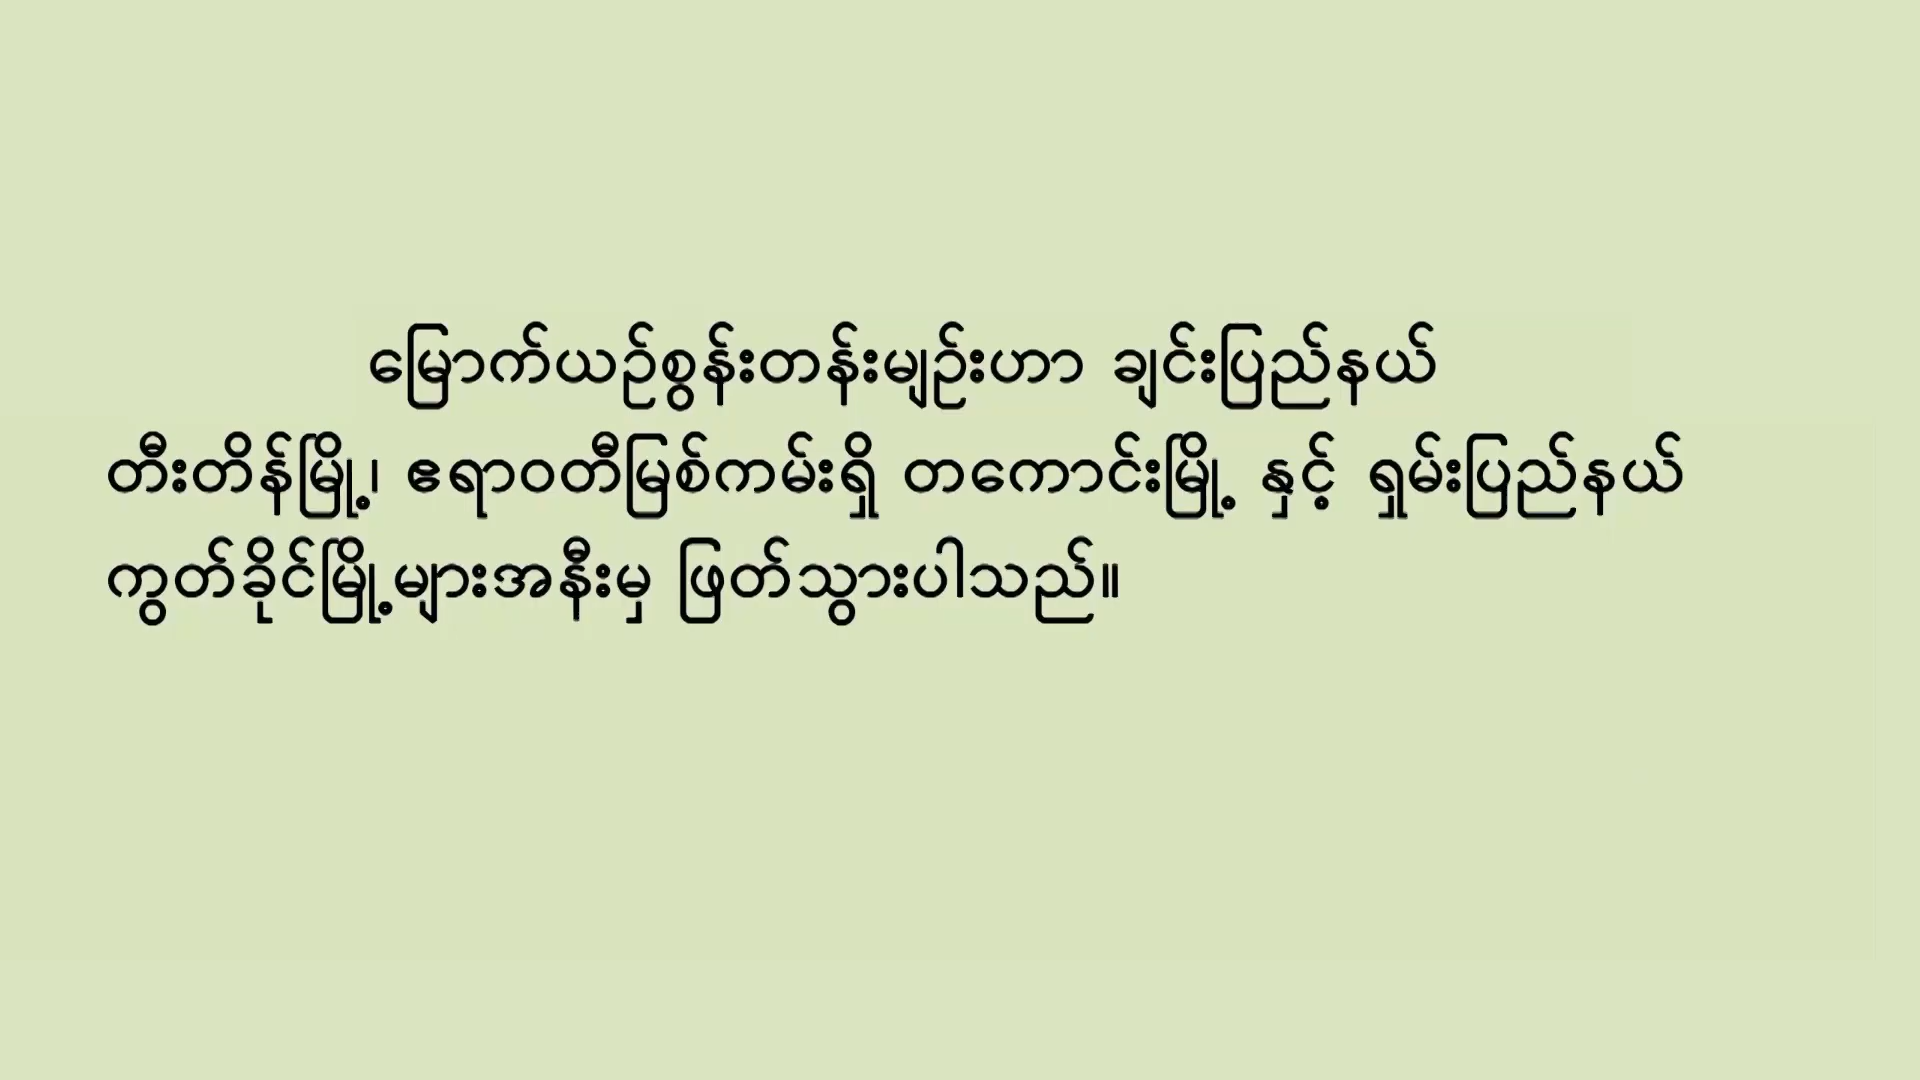 မြောက်ယဉ်စွန်းတန်းမျဉ်းဟာ ချင်းပြည်နယ်
တီးတိန်မြို့၊ ဧရာဝတီမြစ်ကမ်းရှိ တကောင်းမြို့ နှင့် ရှမ်းပြည်နယ်
ကွတ်ခိုင်မြို့များအနီးမှ ဖြတ်သွားပါသည်။